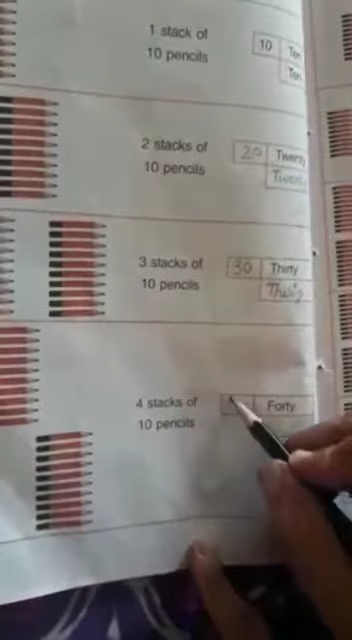 1 stack of
10 pencils
10 Ten
Ten
2 stacks of
10 pencils
20 Twenty
Twenty
3 stacks of
10 pencils
30 Thirty
Thirty
4 stacks of
10 pencils
Forty